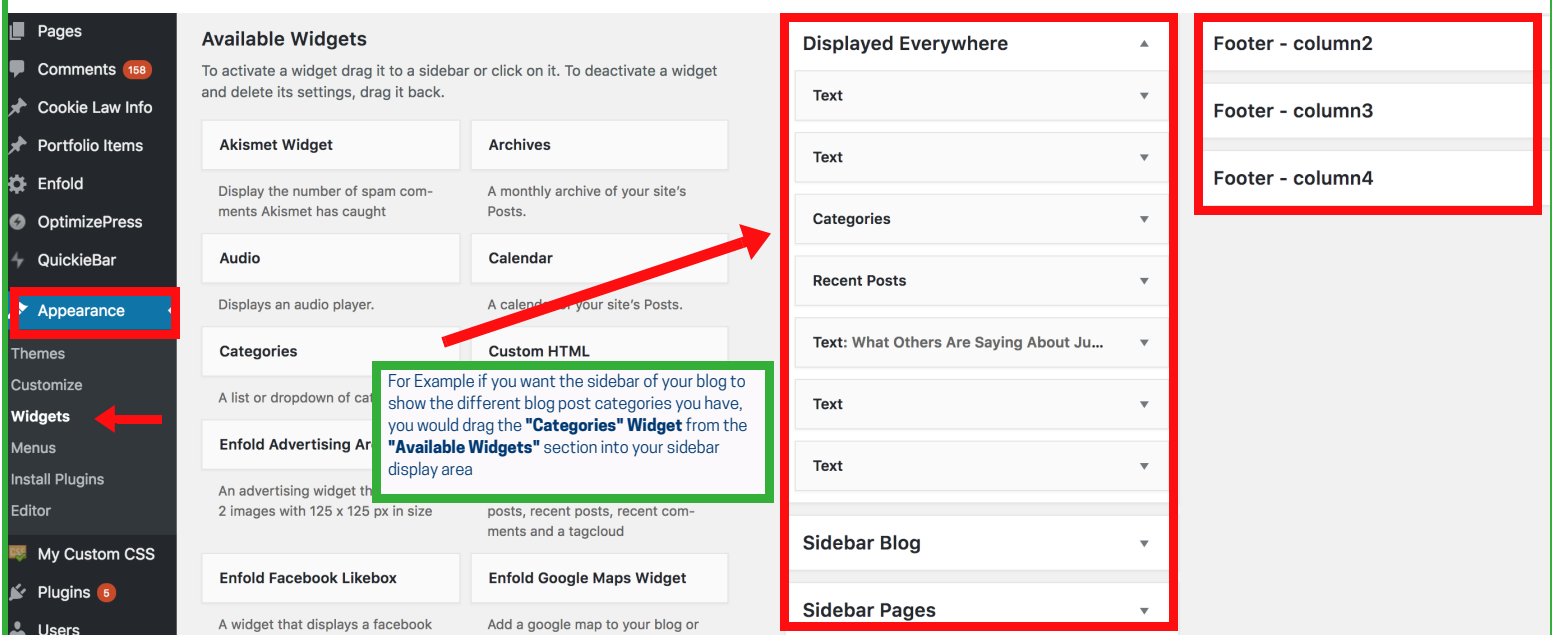 Pages
Comments 158
Cookie Law Info
Portfolio Items
Enfold
OptimizePress
QuickieBar
Appearance
Themes
Customize
Widgets
Menus
Install Plugins
Editor
My Custom CSS
Plugins 5
Users
Available Widgets
To activate a widget drag it to a sidebar or click on it. To deactivate a widget
and delete its settings, drag it back.
Akismet Widget
Display the number of spam com-
ments Akismet has caught
Archives
A monthly archive of your site's
Posts.
Audio
Displays an audio player.
Calendar
A calendar of your site's Posts.
Categories
A list or dropdown of
Custom HTML
Enfold Advertising
An advertising widget
2 images with 125 x 125 px in size
posts, recent posts, recent com-
ments and a tagcloud
Enfold Facebook Likebox
A widget that displays a facebook
Enfold Google Maps Widget
Add a google map to your blog or
For Example if you want the sidebar of your blog to
show the different blog post categories you have,
you would drag the "Categories" Widget from the
"Available Widgets" section into your sidebar
display area
Displayed Everywhere
Text
Text
Categories
Recent Posts
Text: What Others Are Saying About Ju...
Text
Text
Sidebar Blog
Sidebar Pages
Footer - column2
Footer - column3
Footer - column4